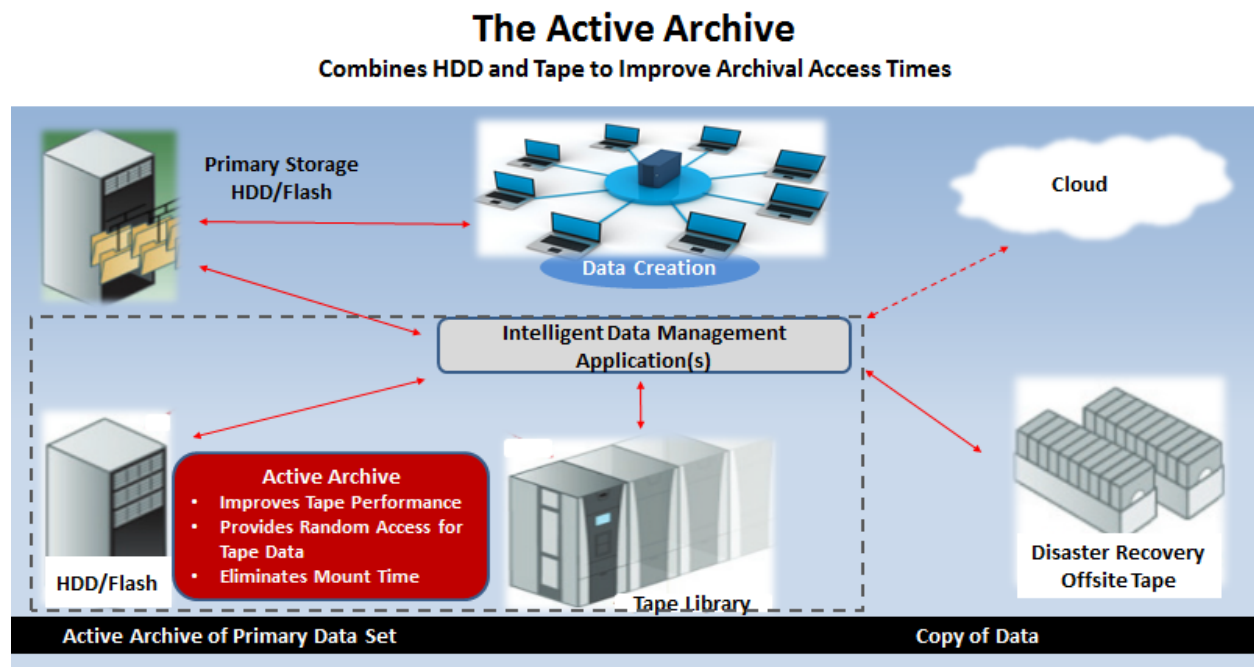 The Active Archive
Combines HDD and Tape to Improve Archival Access Times
Primary Storage
HDD/Flash
Data Creation
Cloud
Intelligent Data Management
Application(s)
Active Archive
• Improves Tape Performance
• Provides Random Access for
Tape Data
• Eliminates Mount Time
HDD/Flash
Tape Library
Disaster Recovery
Offsite Tape
Active Archive of Primary Data Set
Copy of Data